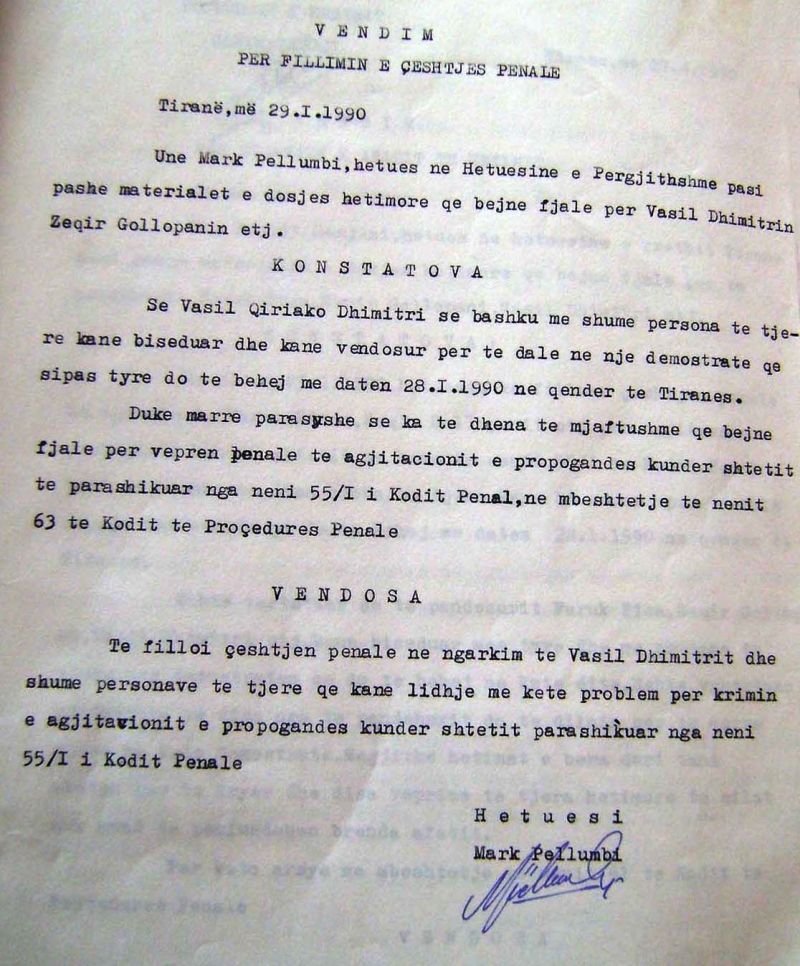 V E N D I M
PER FILLIMIN E ÇESHTJES PENALE
Tiranë,më 29.I.1990
Une Mark Pellumbi,hetues ne Hetuesine e Pergjithshme pasi
pashe materialet e dosjes hetimore qe bejne fjale per Vasil Dhimitrin
Zeqir Gollopanin etj.
K O N S T A T O V A
Se Vasil Qiriako Dhimitri se bashku me shume persona te tje-
re kane biseduar dhe kane vendosur per te dale ne nje demostrate qe
sipas tyre do te behej me daten 28.I.1990 ne qender te Tiranes.
Duke marre parasyshe se ka te dhena te mjaftushme qe bejne
fjale per vepren penale te agjitacionit e propogandes kunder shtetit
te parashikuar nga neni 55/I i Kodit Penal,ne mbeshtetje te nenit
63 te Kodit te Proçedures Penale
V E N D O S A
Te filloi çeshtjen penale ne ngarkim te Vasil Dhimitrit dhe
shume personave te tjere qe kane lidhje me kete problem per krimin
e agjitavionit e propogandes kunder shtetit parashikuar nga neni
55/I i Kodit Penale
H e t u e s i
Mark Pellumbi